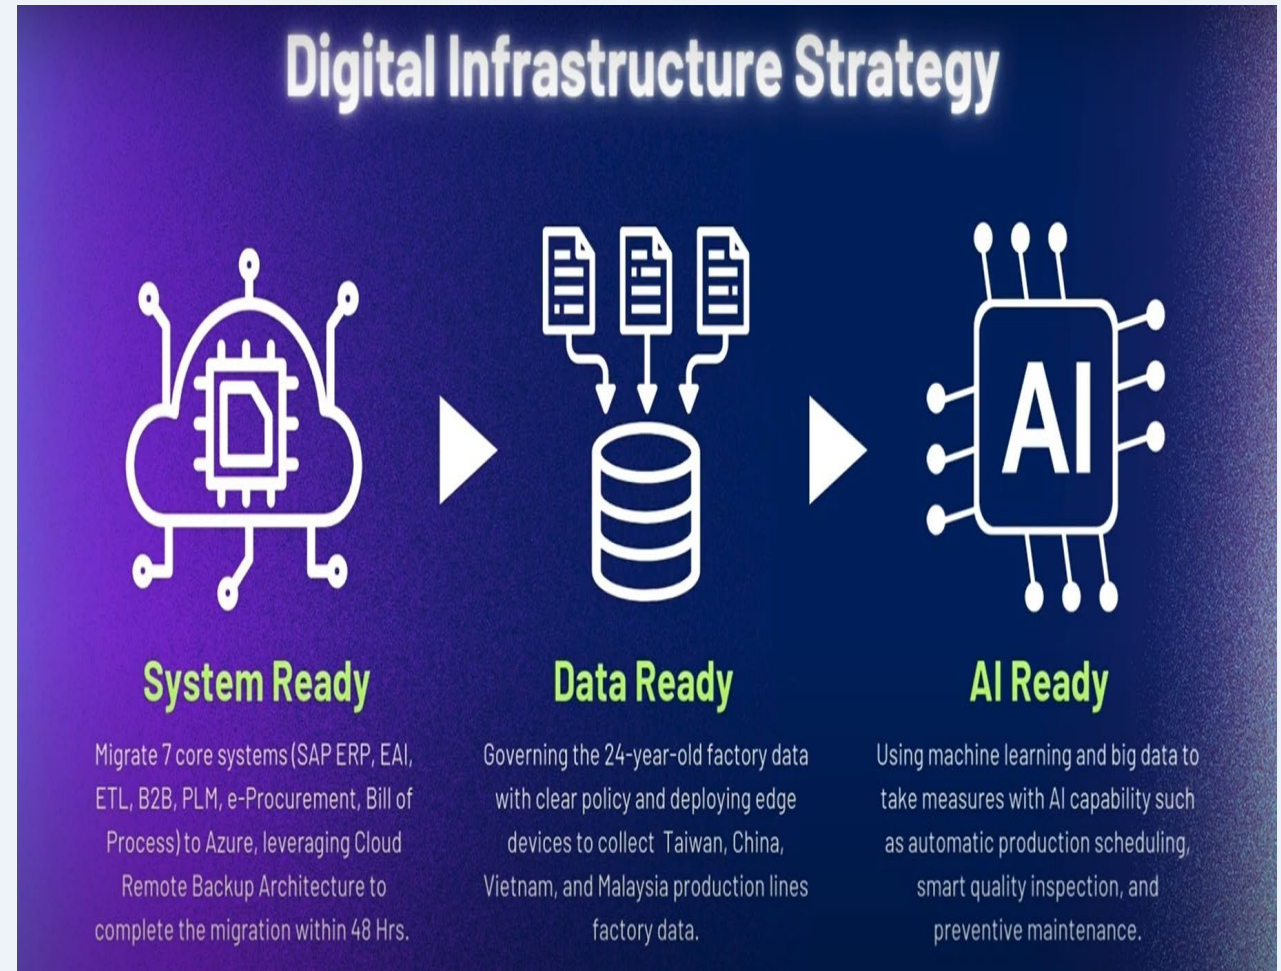 Digital Infrastructure Strategy
AI
System Ready
Migrate 7 core systems (SAP ERP, EAI,
ETL, B2B, PLM, e-Procurement, Bill of
Process) to Azure, leveraging Cloud
Remote Backup Architecture to
complete the migration within 48 Hrs.
Data Ready
Governing the 24-year-old factory data
with clear policy and deploying edge
devices to collect Taiwan, China,
Vietnam, and Malaysia production lines
factory data.
AI Ready
Using machine learning and big data to
take measures with AI capability such
as automatic production scheduling,
smart quality inspection, and
preventive maintenance.